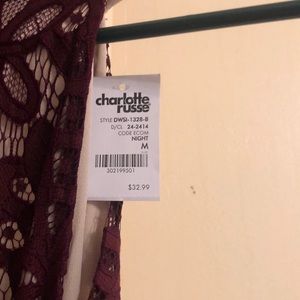 charlotte
russe
STYLE DWSI-1328-B
D/CL 24-2414
CODE ECOM
NIGHT
M
302199501
$32.99